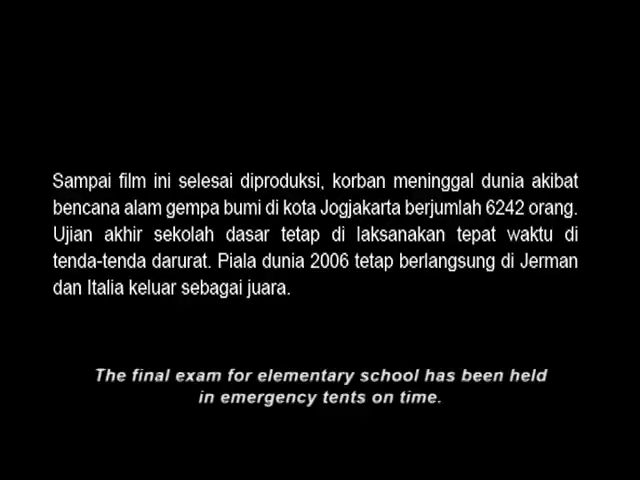 Sampai film ini selesai diproduksi, korban meninggal dunia akibat
bencana alam gempa bumi di kota Jogjakarta berjumlah 6242 orang.
Ujian akhir sekolah dasar tetap di laksanakan tepat waktu di
tenda-tenda darurat. Piala dunia 2006 tetap berlangsung di Jerman
dan Italia keluar sebagai juara.
The final exam for elementary school has been held
in emergency tents on time.